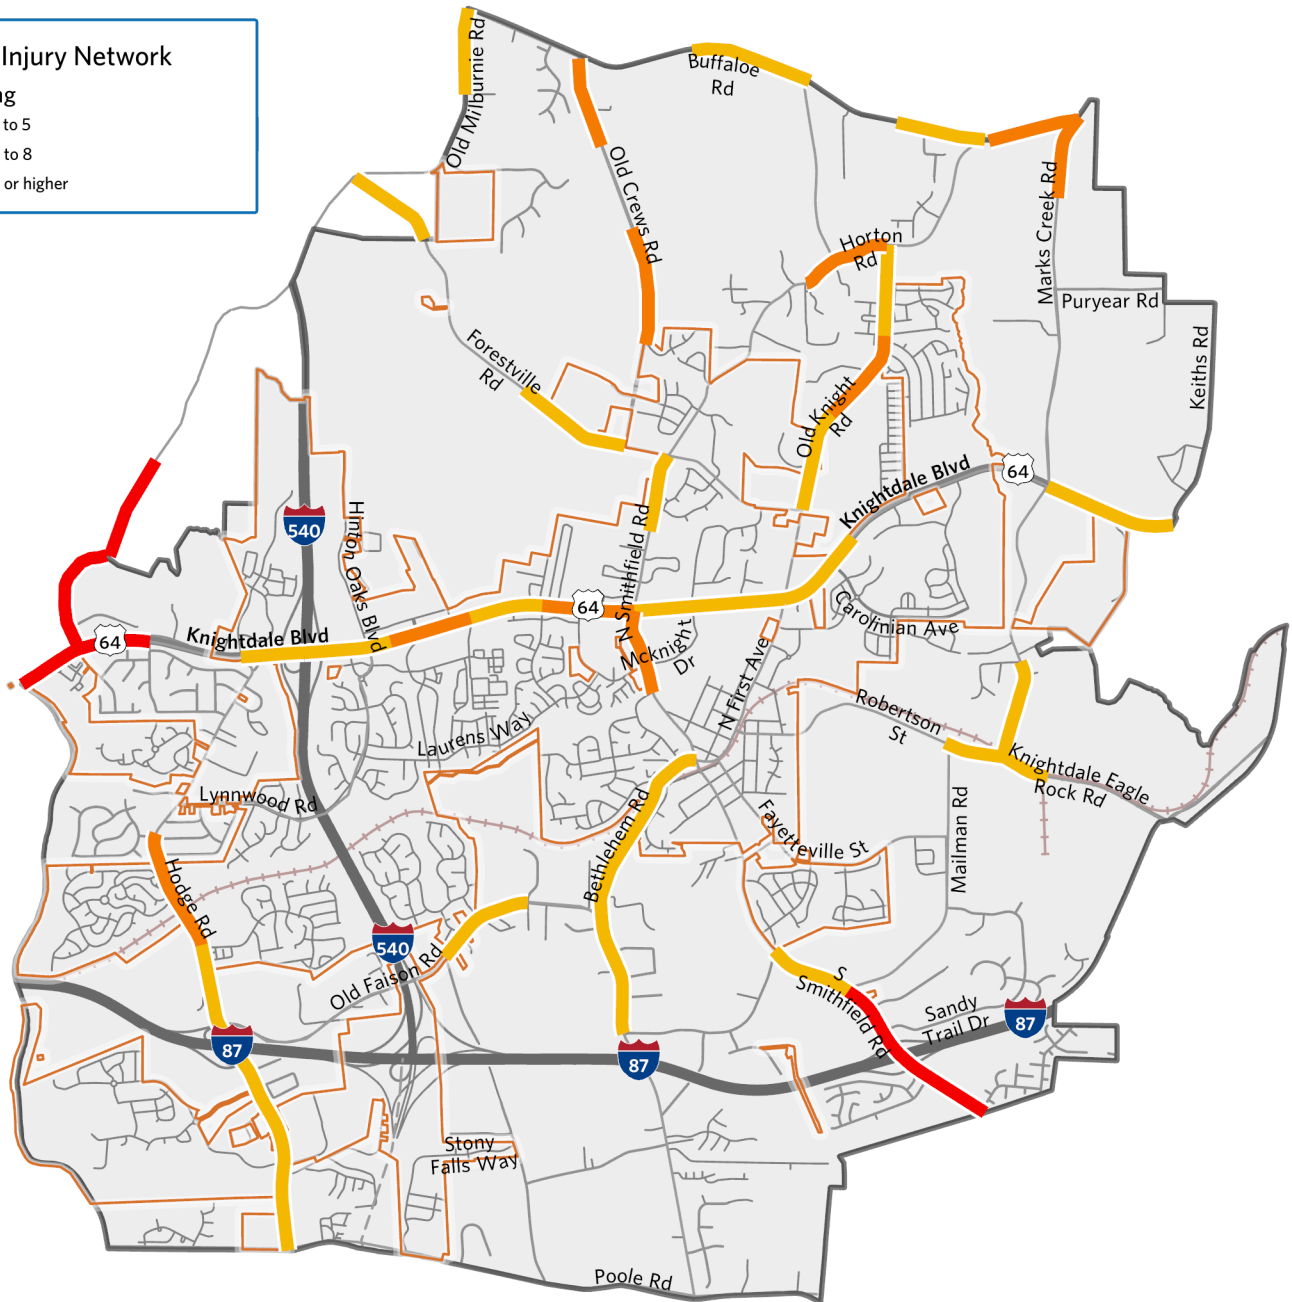 Injury Network
g
to 5
to 8
or higher
Old Milburnie Rd
Buffaloe
Rd
Old Crews Rd
Marks Creek Rd
Horton
Rd
Puryear Rd
Keiths Rd
Forestville
Rd
Old Knight
Rd
Knightdale Blvd
64
540
Hinton Oaks Blvd
N Smithfield Rd
64
64
Knightdale Blvd
Carolinian Ave
Mcknight
Dr
N First Ave
Laurens Way
Robertson
St
Knightdale Eagle
Rock Rd
Lynnwood Rd
Mailman Rd
Bethlehem Rd
Fayetteville St
Hodge Rd
540
Old Faison Rd
S
Smithfield Rd
Sandy
Trail Dr
87
87
87
Stony
Falls Way
Poole Rd